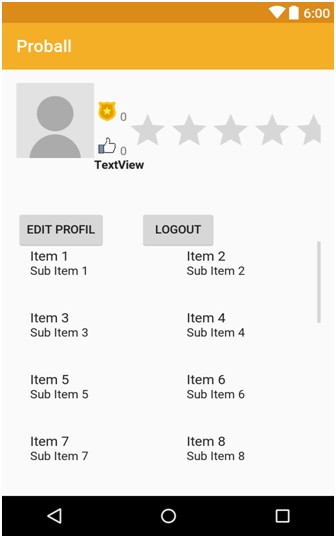 6:00
Proball
0
0
TextView
EDIT PROFIL
LOGOUT
Item 1
Sub Item 1
Item 2
Sub Item 2
Item 3
Sub Item 3
Item 4
Sub Item 4
Item 5
Sub Item 5
Item 6
Sub Item 6
Item 7
Sub Item 7
Item 8
Sub Item 8